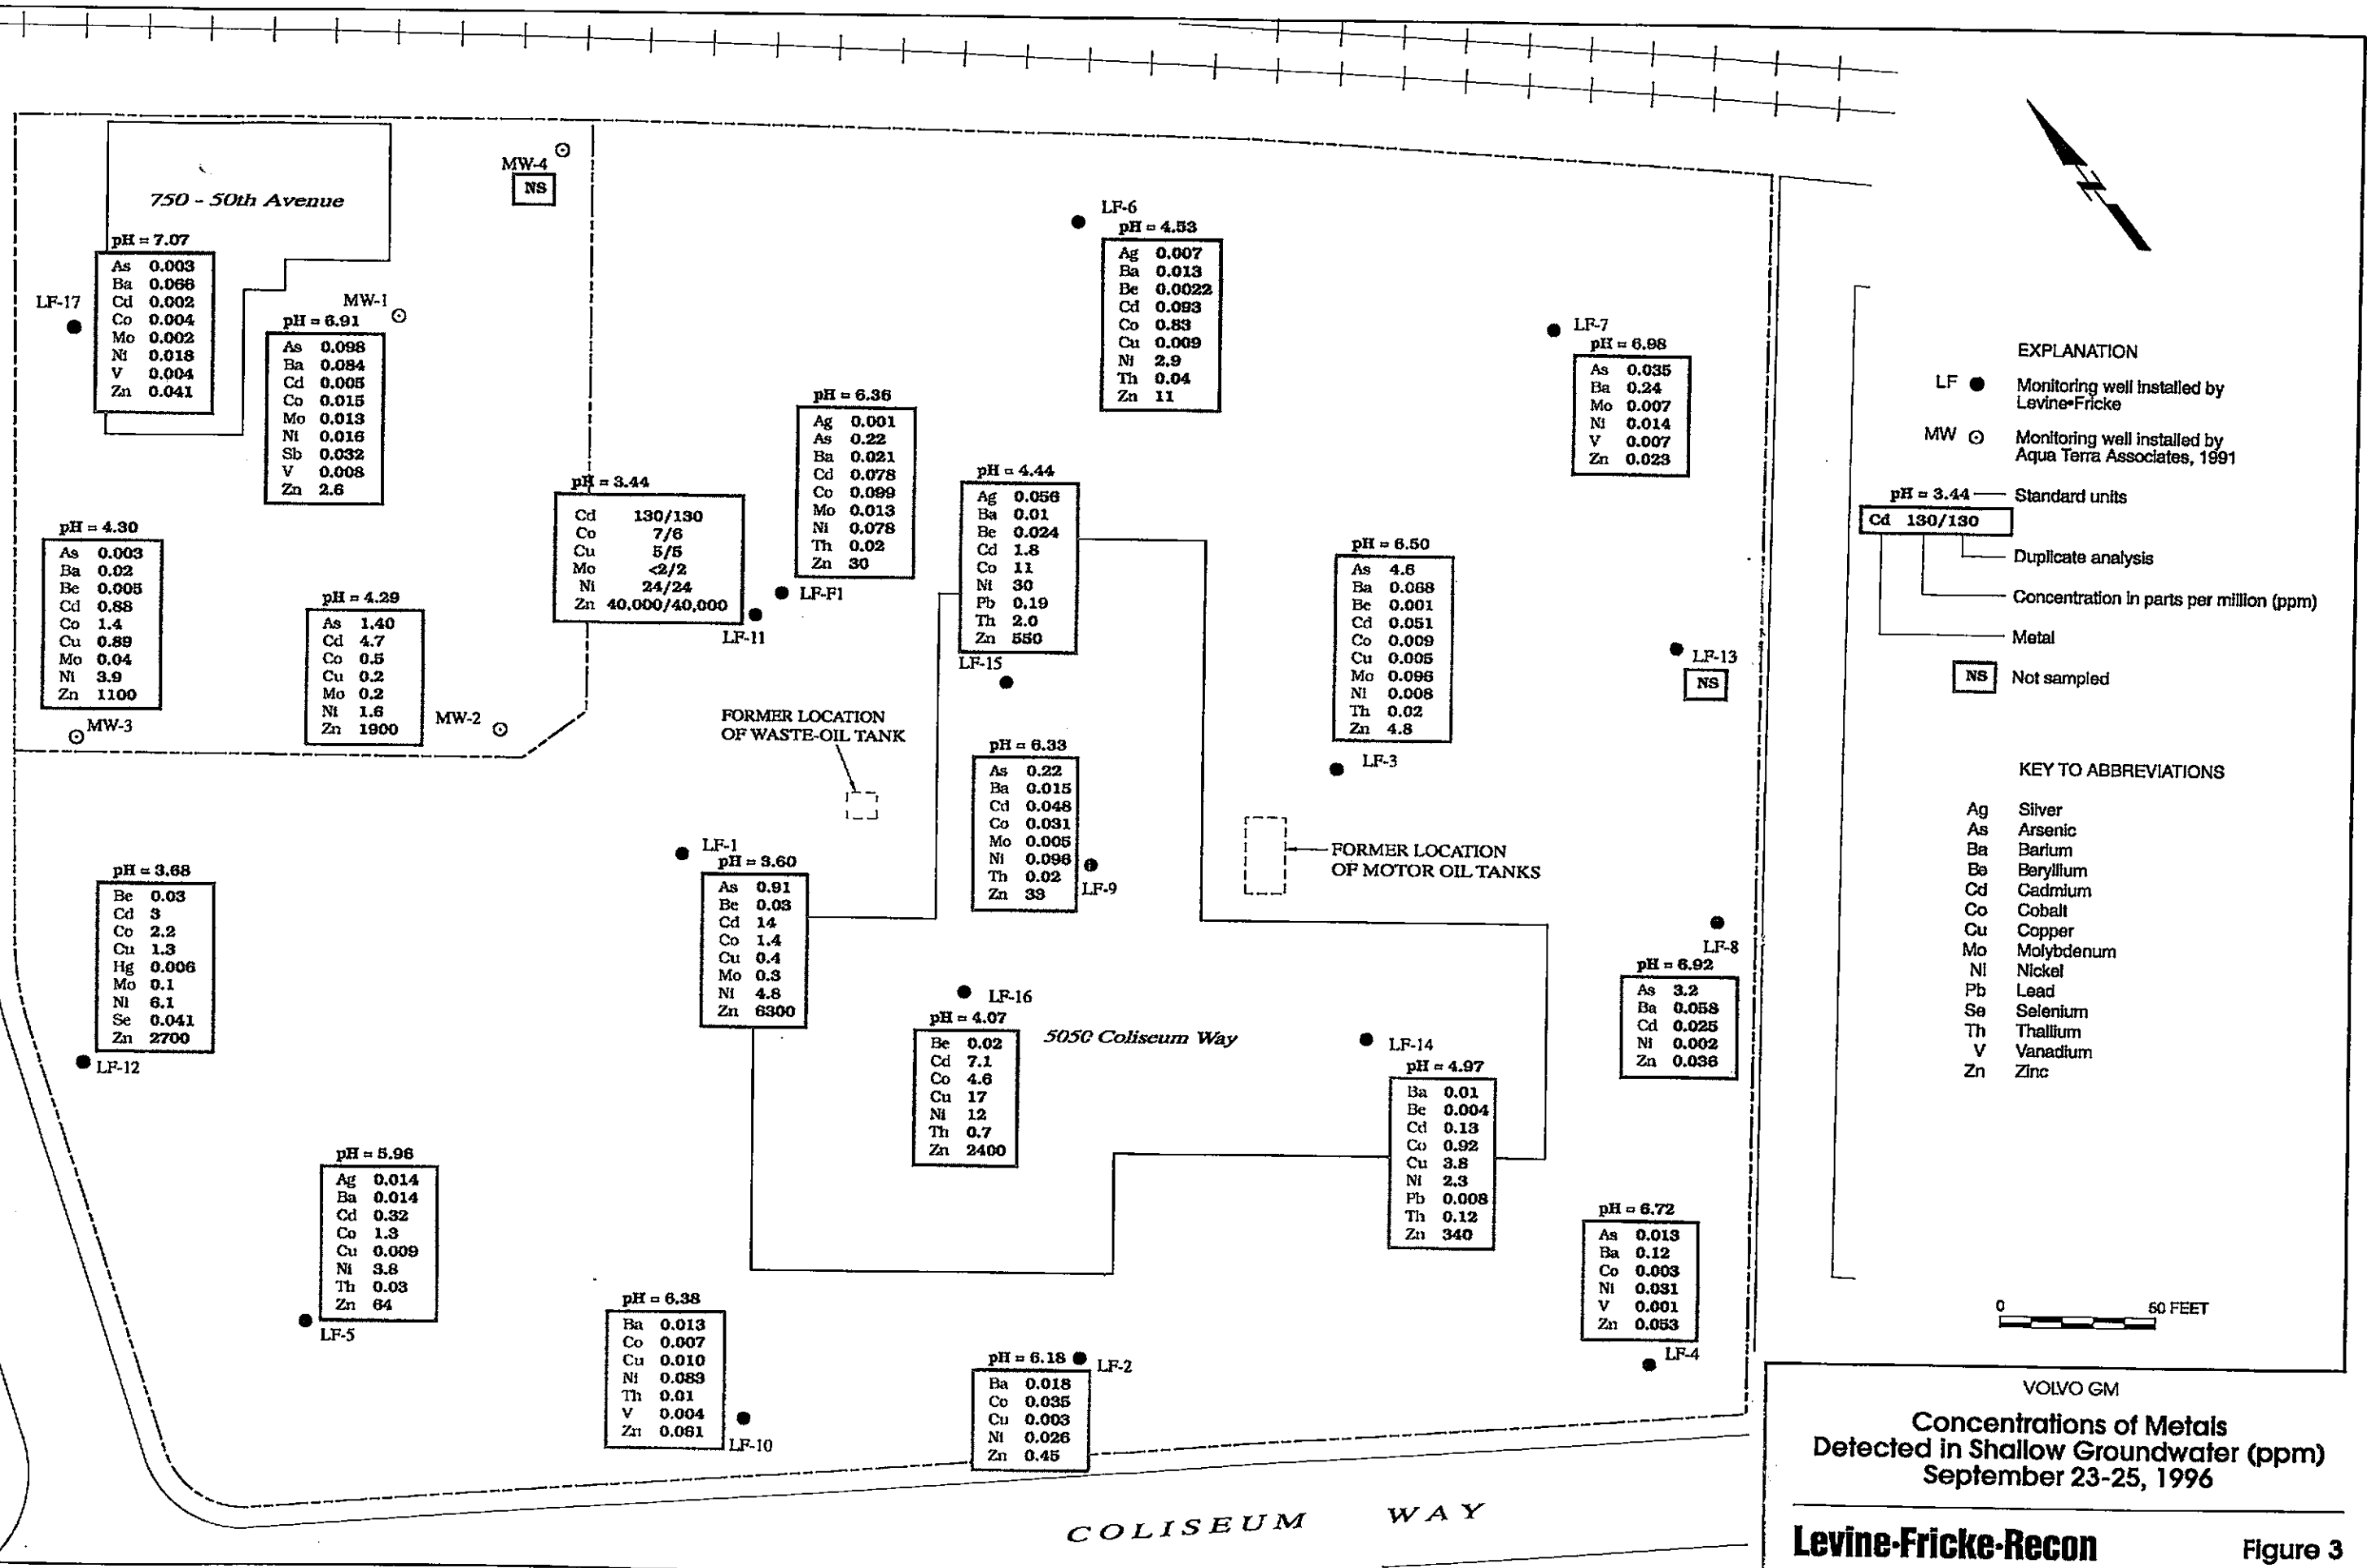 750 - 50th Avenue
MW-4
NS
LF-17
pH = 7.07
As 0.003
Ba 0.066
Cd 0.002
Co 0.004
Mo 0.002
Ni 0.018
V 0.004
Zn 0.041
MW-1
pH = 6.91
As 0.098
Ba 0.084
Cd 0.005
Co 0.015
Mo 0.013
Ni 0.016
Sb 0.032
V 0.008
Zn 2.6
LF-6
pH = 4.53
Ag 0.007
Ba 0.013
Be 0.0022
Cd 0.093
Co 0.83
Cu 0.009
Ni 2.9
Th 0.04
Zn 11
LF-7
pH = 6.98
As 0.035
Ba 0.24
Mo 0.007
Ni 0.014
V 0.007
Zn 0.023
pH = 6.36
Ag 0.001
As 0.22
Ba 0.021
Cd 0.078
Co 0.099
Mo 0.013
Ni 0.078
Th 0.02
Zn 30
LF-F1
pH = 3.44
Cd 130/130
Co 7/6
Cu 5/5
Mo <2/2
Ni 24/24
Zn 40,000/40,000
LF-11
pH = 4.44
Ag 0.056
Ba 0.01
Be 0.024
Cd 1.8
Co 11
Ni 30
Pb 0.19
Th 2.0
Zn 550
LF-15
pH = 4.30
As 0.003
Ba 0.02
Be 0.005
Cd 0.88
Co 1.4
Cu 0.89
Mo 0.04
Ni 3.9
Zn 1100
MW-3
pH = 4.29
As 1.40
Cd 4.7
Co 0.5
Cu 0.2
Mo 0.2
Ni 1.6
Zn 1900
MW-2
pH = 6.50
As 4.6
Ba 0.068
Be 0.001
Cd 0.051
Co 0.009
Cu 0.005
Mo 0.096
Ni 0.008
Th 0.02
Zn 4.8
LF-3
LF-13
NS
FORMER LOCATION
OF WASTE-OIL TANK
pH = 6.33
As 0.22
Ba 0.015
Cd 0.048
Co 0.031
Mo 0.005
Ni 0.096
Th 0.02
Zn 33
LF-9
FORMER LOCATION
OF MOTOR OIL TANKS
LF-1
pH = 3.60
As 0.91
Be 0.03
Cd 14
Co 1.4
Cu 0.4
Mo 0.3
Ni 4.8
Zn 6300
pH = 3.68
Be 0.03
Cd 3
Co 2.2
Cu 1.3
Hg 0.006
Mo 0.1
Ni 6.1
Se 0.041
Zn 2700
LF-12
LF-16
pH = 4.07
Be 0.02
Cd 7.1
Co 4.6
Cu 17
Ni 12
Th 0.7
Zn 2400
5050 Coliseum Way
LF-14
pH = 4.97
Ba 0.01
Be 0.004
Cd 0.13
Co 0.92
Cu 3.8
Ni 2.3
Pb 0.008
Th 0.12
Zn 340
LF-8
pH = 6.92
As 3.2
Ba 0.058
Cd 0.025
Ni 0.002
Zn 0.036
pH = 5.96
Ag 0.014
Ba 0.014
Cd 0.32
Co 1.3
Cu 0.009
Ni 3.8
Th 0.03
Zn 64
LF-5
pH = 6.38
Ba 0.013
Co 0.007
Cu 0.010
Ni 0.083
Th 0.01
V 0.004
Zn 0.061
LF-10
pH = 6.18
LF-2
Ba 0.018
Co 0.035
Cu 0.003
Ni 0.026
Zn 0.45
pH = 6.72
As 0.013
Ba 0.12
Co 0.003
Ni 0.031
V 0.001
Zn 0.053
LF-4
COLISEUM WAY
EXPLANATION
LF Monitoring well installed by
Levine•Fricke
MW Monitoring well installed by
Aqua Terra Associates, 1991
pH = 3.44 Standard units
Cd 130/130
Duplicate analysis
Concentration in parts per million (ppm)
Metal
NS Not sampled
KEY TO ABBREVIATIONS
Ag Silver
As Arsenic
Ba Barium
Be Beryllium
Cd Cadmium
Co Cobalt
Cu Copper
Mo Molybdenum
Ni Nickel
Pb Lead
Se Selenium
Th Thallium
V Vanadium
Zn Zinc
0 60 FEET
VOLVO GM
Concentrations of Metals
Detected in Shallow Groundwater (ppm)
September 23-25, 1996
Levine•Fricke•Recon
Figure 3